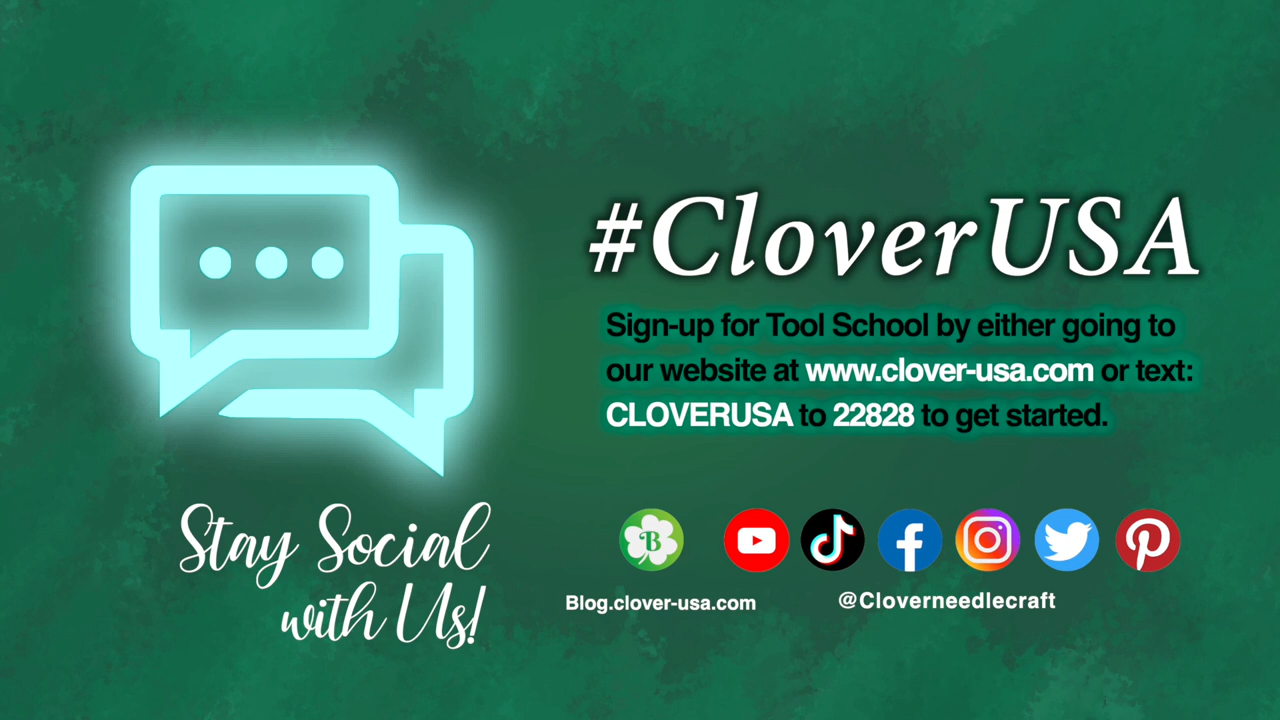 #CloverUSA
Sign-up for Tool School by either going to
our website at www.clover-usa.com or text:
CLOVERUSA to 22828 to get started.
Stay Social
with Us!
B
Blog.clover-usa.com
@Cloverneedlecraft